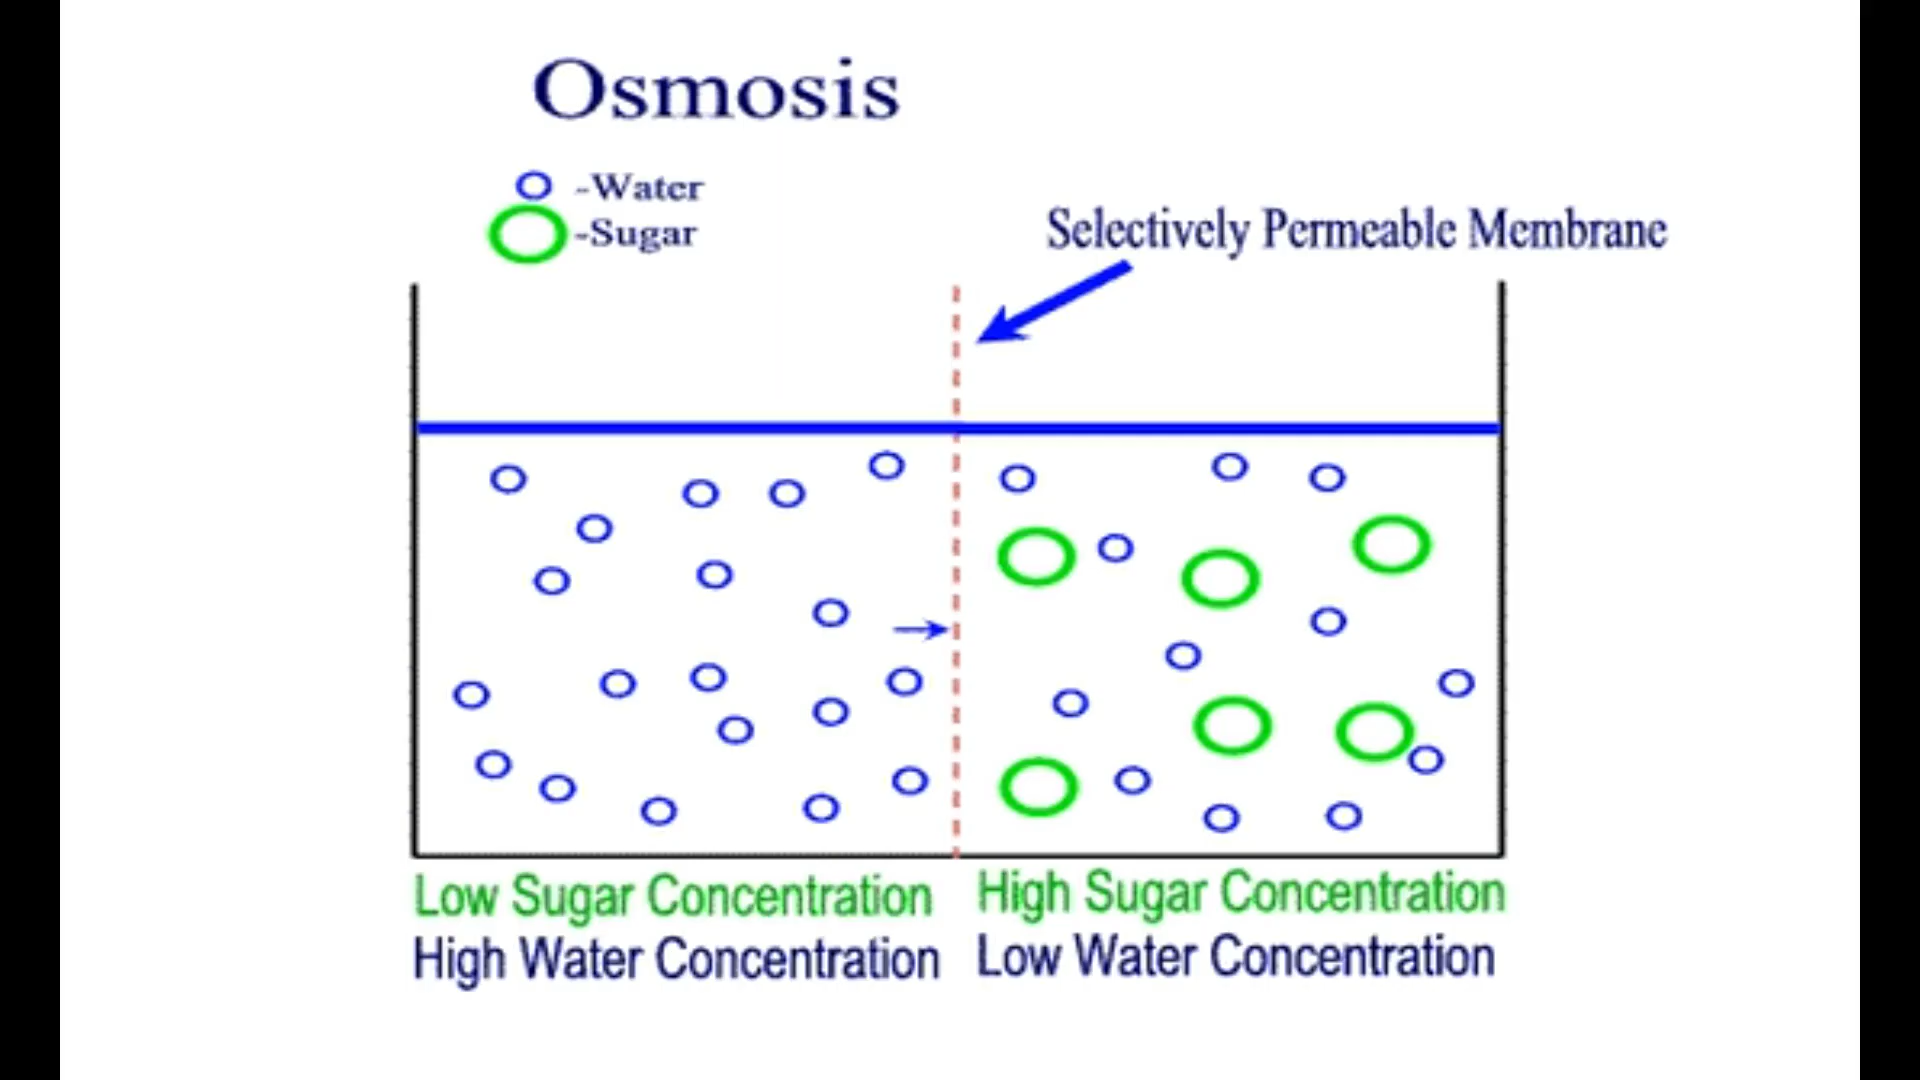 Osmosis
-Water
-Sugar
Selectively Permeable Membrane
Low Sugar Concentration
High Water Concentration
High Sugar Concentration
Low Water Concentration